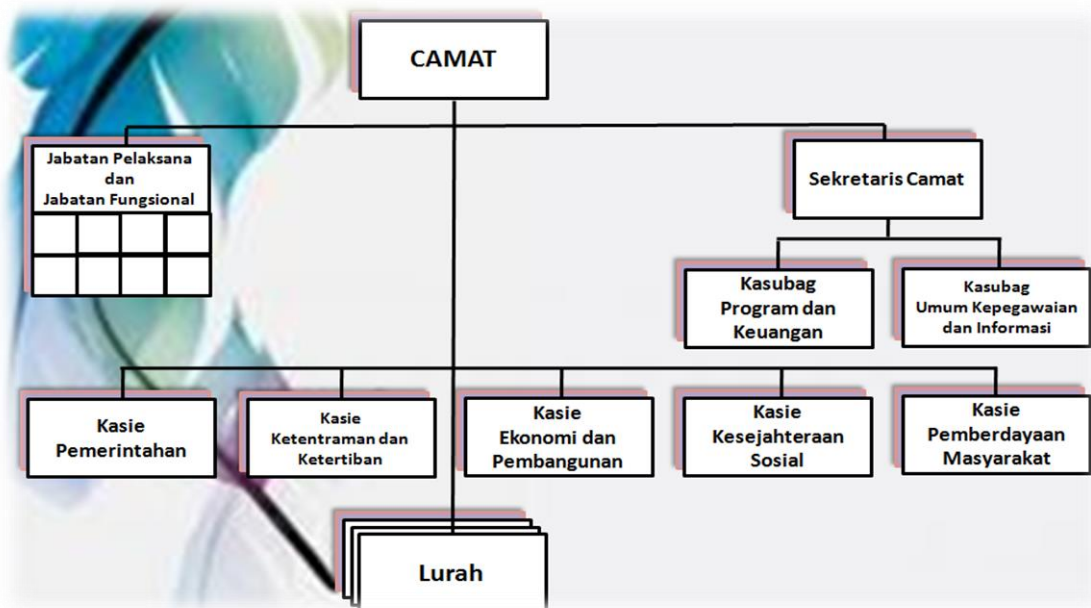 CAMAT
Jabatan Pelaksana
dan
Jabatan Fungsional
Sekretaris Camat
Kasubag
Program dan
Keuangan
Kasubag
Umum Kepegawaian
dan Informasi
Kasie
Pemerintahan
Kasie
Ketentraman dan
Ketertiban
Kasie
Ekonomi dan
Pembangunan
Kasie
Kesejahteraan
Sosial
Kasie
Pemberdayaan
Masyarakat
Lurah